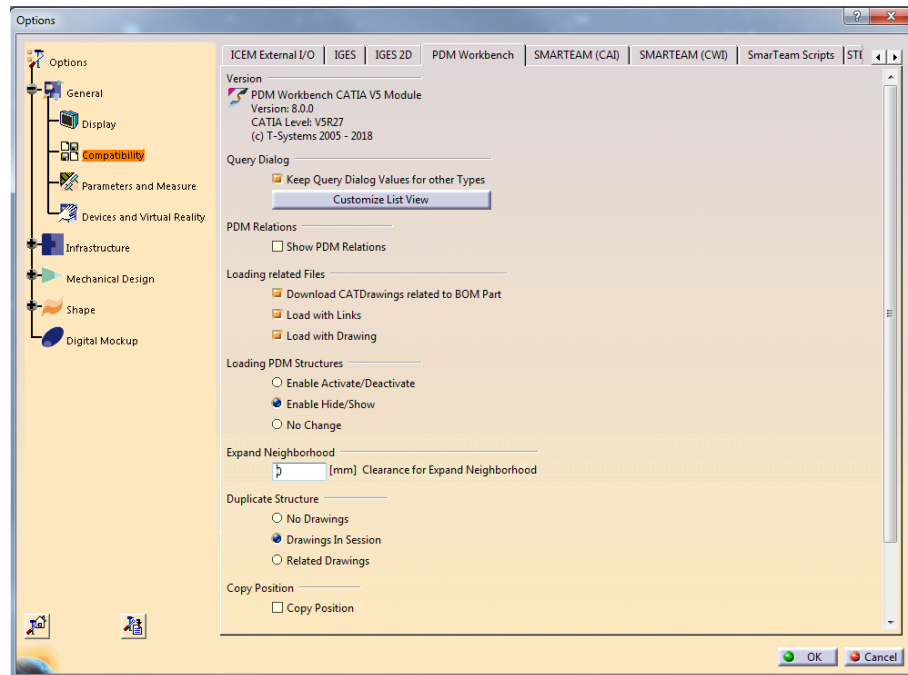 Options
Options
General
Display
Compatibility
Parameters and Measure
Devices and Virtual Reality
Infrastructure
Mechanical Design
Shape
Digital Mockup
ICEM External I/O IGES IGES 2D PDM Workbench SMARTEAM (CAI) SMARTEAM (CWI) SmarTeam Scripts
Version
PDM Workbench CATIA V5 Module
Version: 8.0.0
CATIA Level: V5R27
(c) T-Systems 2005 - 2018
Query Dialog
Keep Query Dialog Values for other Types
Customize List View
PDM Relations
Show PDM Relations
Loading related Files
Download CATDrawings related to BOM Part
Load with Links
Load with Drawing
Loading PDM Structures
Enable Activate/Deactivate
Enable Hide/Show
No Change
Expand Neighborhood
[mm] Clearance for Expand Neighborhood
Duplicate Structure
No Drawings
Drawings In Session
Related Drawings
Copy Position
Copy Position
OK Cancel